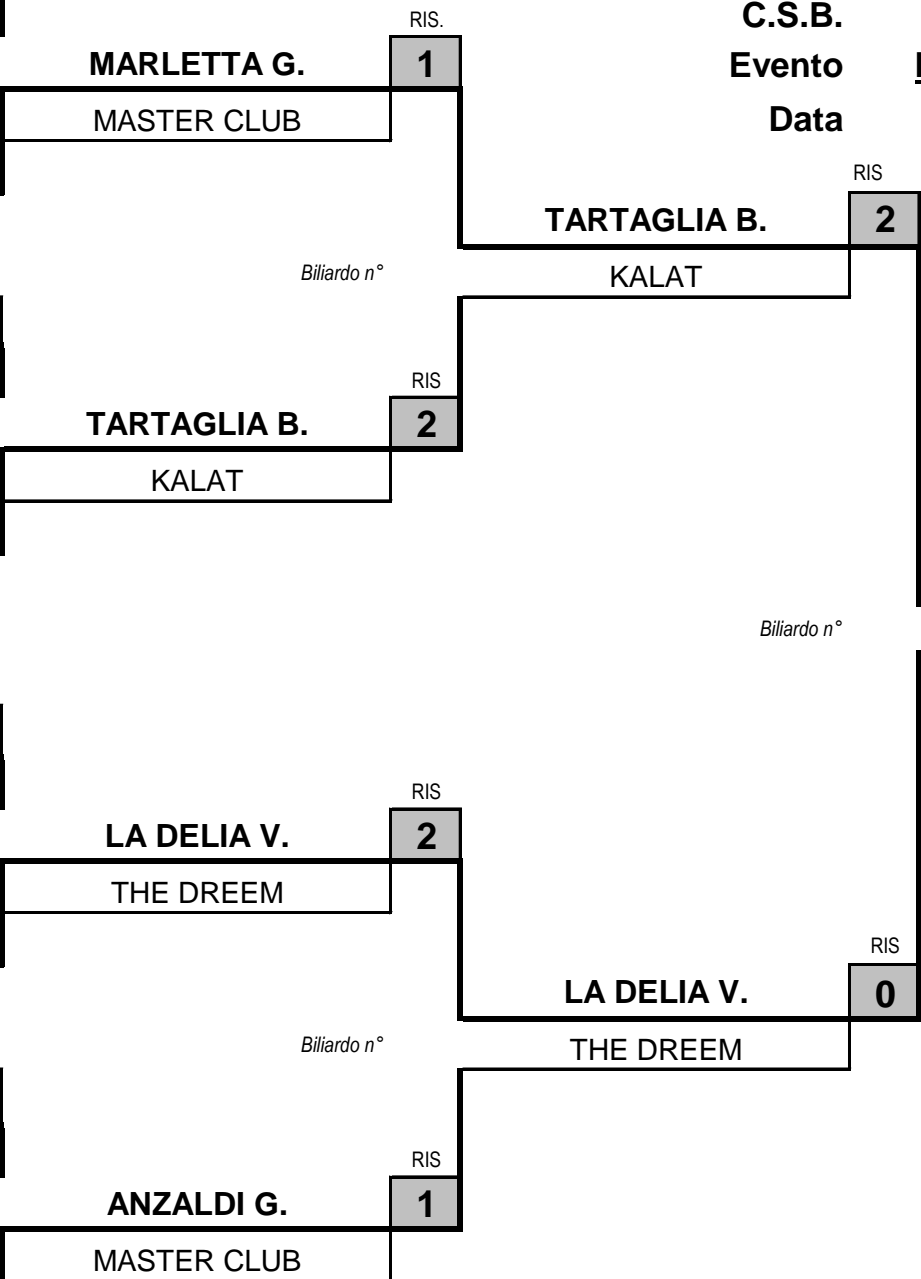 RIS.
C.S.B.
MARLETTA G. 1
Evento
MASTER CLUB
Data
RIS
TARTAGLIA B. 2
Biliardo n°
KALAT
RIS
TARTAGLIA B. 2
KALAT
Biliardo n°
RIS
LA DELIA V. 2
THE DREEM
RIS
LA DELIA V. 0
Biliardo n°
THE DREEM
RIS
ANZALDI G. 1
MASTER CLUB